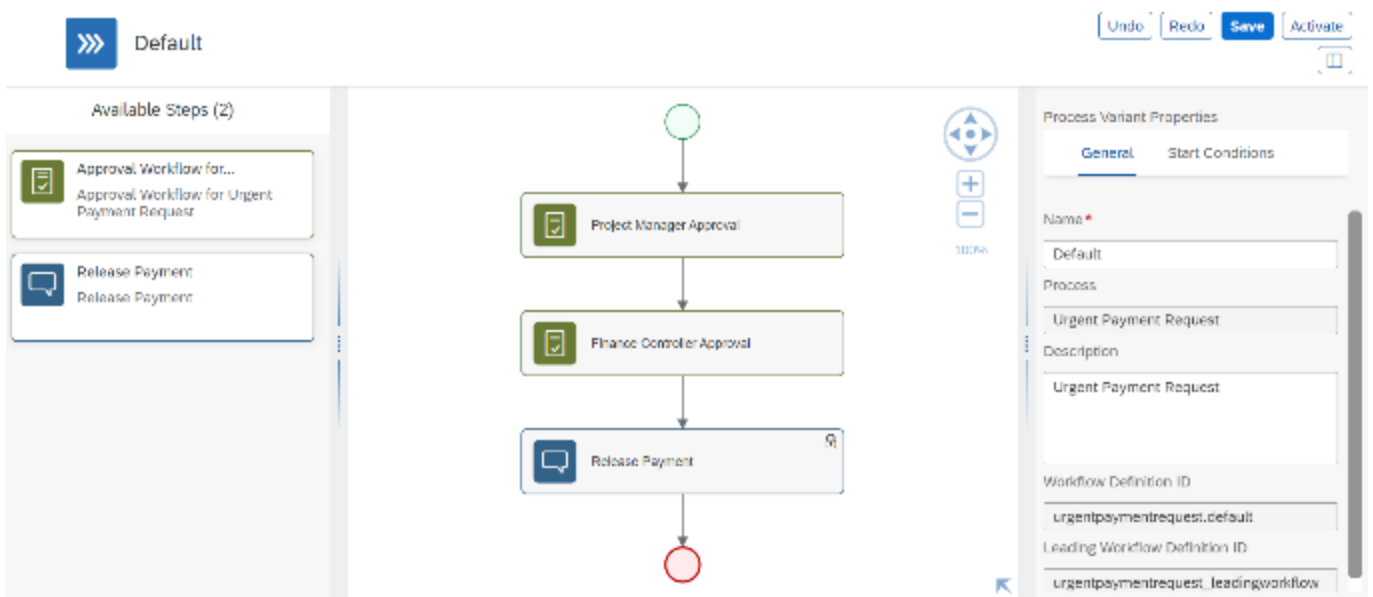 Default
Undo
Redo
Save
Activate
Available Steps (2)
Approval Workflow for...
Approval Workflow for Urgent
Payment Request
Release Payment
Release Payment
Project Manager Approval
Finance Controller Approval
Release Payment
100%
Process Variant Properties
General
Start Conditions
Name*
Default
Process
Urgent Payment Request
Description
Urgent Payment Request
Workflow Definition ID
urgentpaymentrequest.default
Leading Workflow Definition ID
urgentpaymentrequest_leadingworkflow